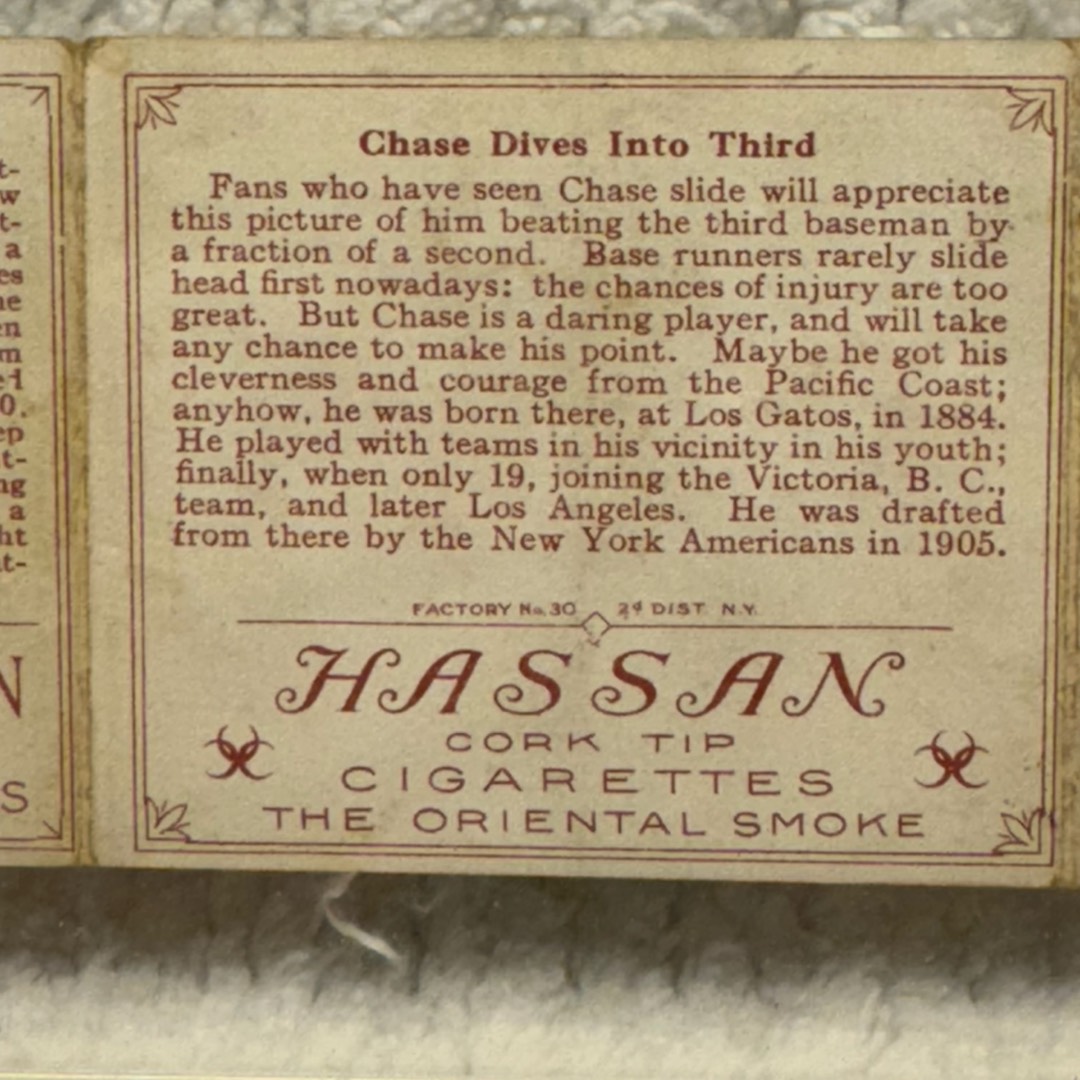 Chase Dives Into Third
Fans who have seen Chase slide will appreciate
this picture of him beating the third baseman by
a fraction of a second. Base runners rarely slide
head first nowadays: the chances of injury are too
great. But Chase is a daring player, and will take
any chance to make his point. Maybe he got his
cleverness and courage from the Pacific Coast;
anyhow, he was born there, at Los Gatos, in 1884.
He played with teams in his vicinity in his youth;
finally, when only 19, joining the Victoria, B. C.,
team, and later Los Angeles. He was drafted
from there by the New York Americans in 1905.
FACTORY No. 30 2d DIST. N.Y.
HASSAN
CORK TIP
CIGARETTES
THE ORIENTAL SMOKE